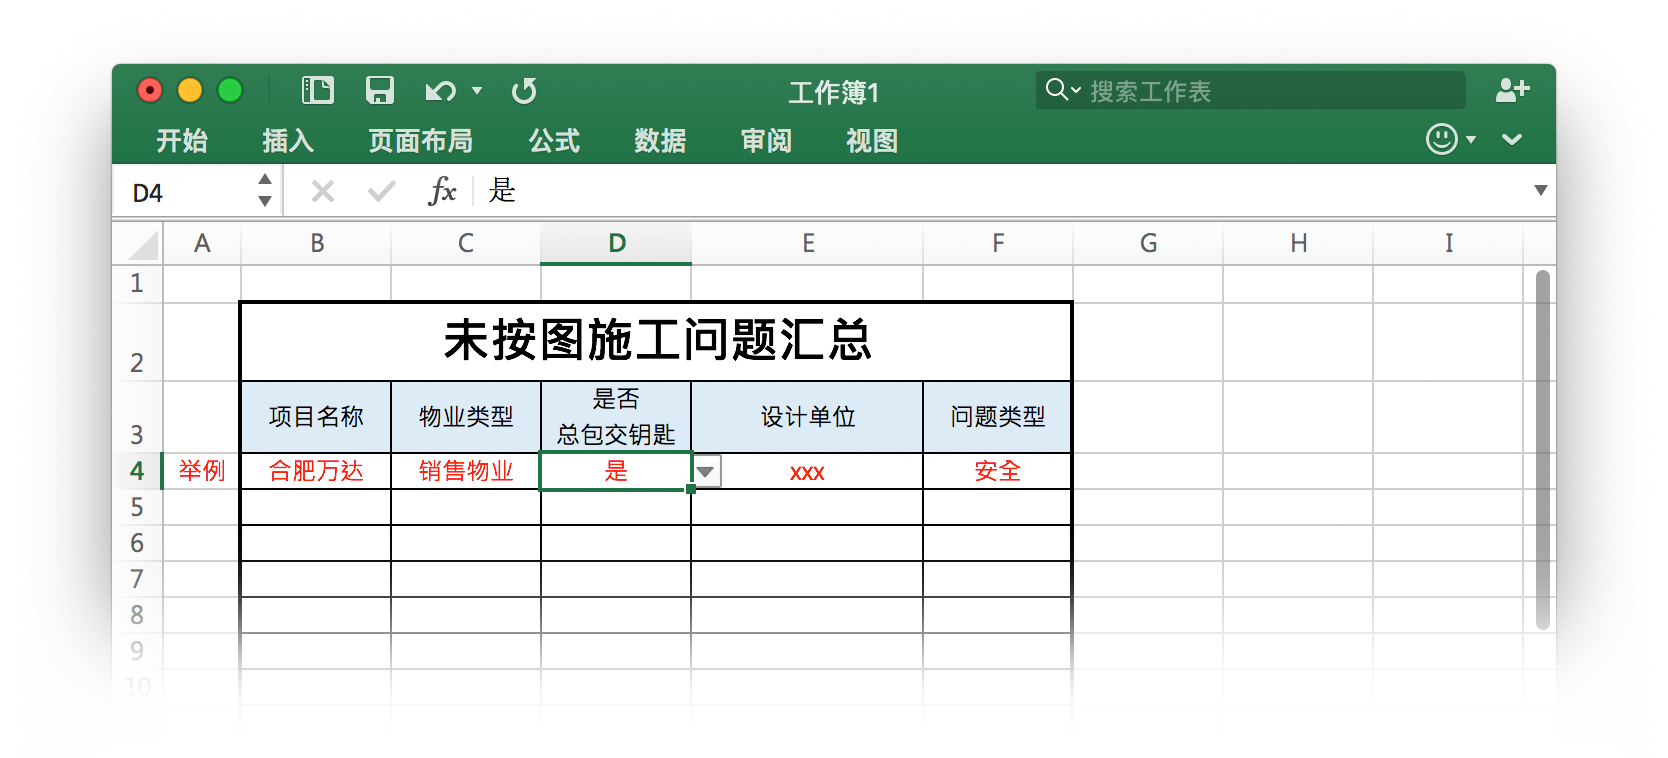 工作簿1
搜索工作表
开始 插入 页面布局 公式 数据 审阅 视图
D4 fx 是
A B C D E F G H I
1
2 未按图施工问题汇总
3 项目名称 物业类型 是否 总包交钥匙 设计单位 问题类型
4 举例 合肥万达 销售物业 是 xxx 安全
5
6
7
8
9
10